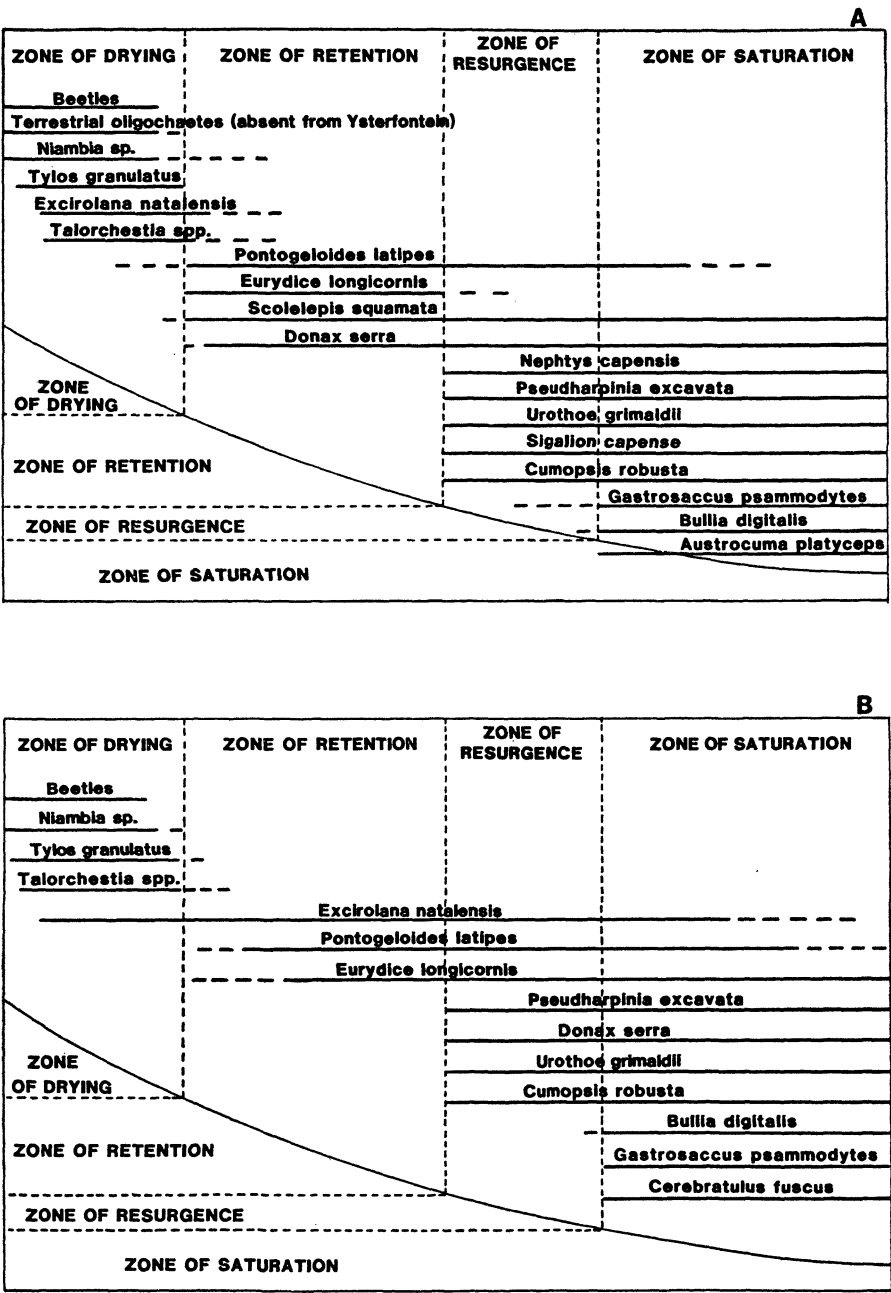 A
ZONE OF DRYING
ZONE OF RETENTION
ZONE OF
RESURGENCE
ZONE OF SATURATION
Beetles
Terrestrial oligochaetes (absent from Ysterfontein)
Niambia sp.
Tylos granulatus
Excirolana natalensis
Talorchestia spp.
Pontogeloides latipes
Eurydice longicornis
Scolelepis squamata
Donax serra
Nephtys capensis
Pseudharpinia excavata
Urothoe grimaldii
Sigalion capense
Cumopsis robusta
Gastrosaccus psammodytes
Bullia digitalis
Austrocuma platyceps
ZONE
OF DRYING
ZONE OF RETENTION
ZONE OF RESURGENCE
ZONE OF SATURATION
B
ZONE OF DRYING
ZONE OF RETENTION
ZONE OF
RESURGENCE
ZONE OF SATURATION
Beetles
Niambia sp.
Tylos granulatus
Talorchestia spp.
Excirolana natalensis
Pontogeloides latipes
Eurydice longicornis
Pseudharpinia excavata
Donax serra
Urothoe grimaldii
Cumopsis robusta
Bullia digitalis
Gastrosaccus psammodytes
Cerebratulus fuscus
ZONE
OF DRYING
ZONE OF RETENTION
ZONE OF RESURGENCE
ZONE OF SATURATION